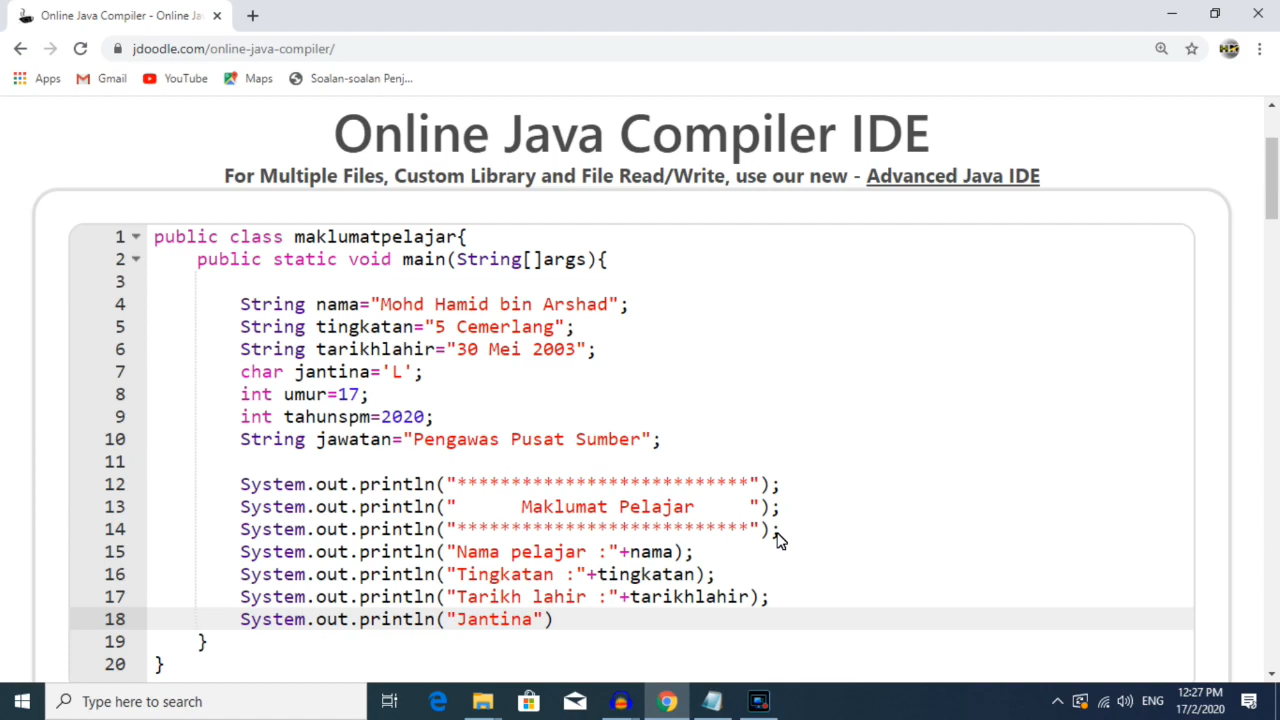 Online Java Compiler - Online Ja
jdoodle.com/online-java-compiler/
Apps Gmail YouTube Maps Soalan-soalan Penj...
Online Java Compiler IDE
For Multiple Files, Custom Library and File Read/Write, use our new - Advanced Java IDE
1 public class maklumatpelajar{
2 public static void main(String[]args){
3
4 String nama="Mohd Hamid bin Arshad";
5 String tingkatan="5 Cemerlang";
6 String tarikhlahir="30 Mei 2003";
7 char jantina='L';
8 int umur=17;
9 int tahunspm=2020;
10 String jawatan="Pengawas Pusat Sumber";
11
12 System.out.println("***************************");
13 System.out.println("      Maklumat Pelajar     ");
14 System.out.println("***************************");
15 System.out.println("Nama pelajar :"+nama);
16 System.out.println("Tingkatan :"+tingkatan);
17 System.out.println("Tarikh lahir :"+tarikhlahir);
18 System.out.println("Jantina")
19 }
20 }
Type here to search
ENG
12:27 PM
17/2/2020